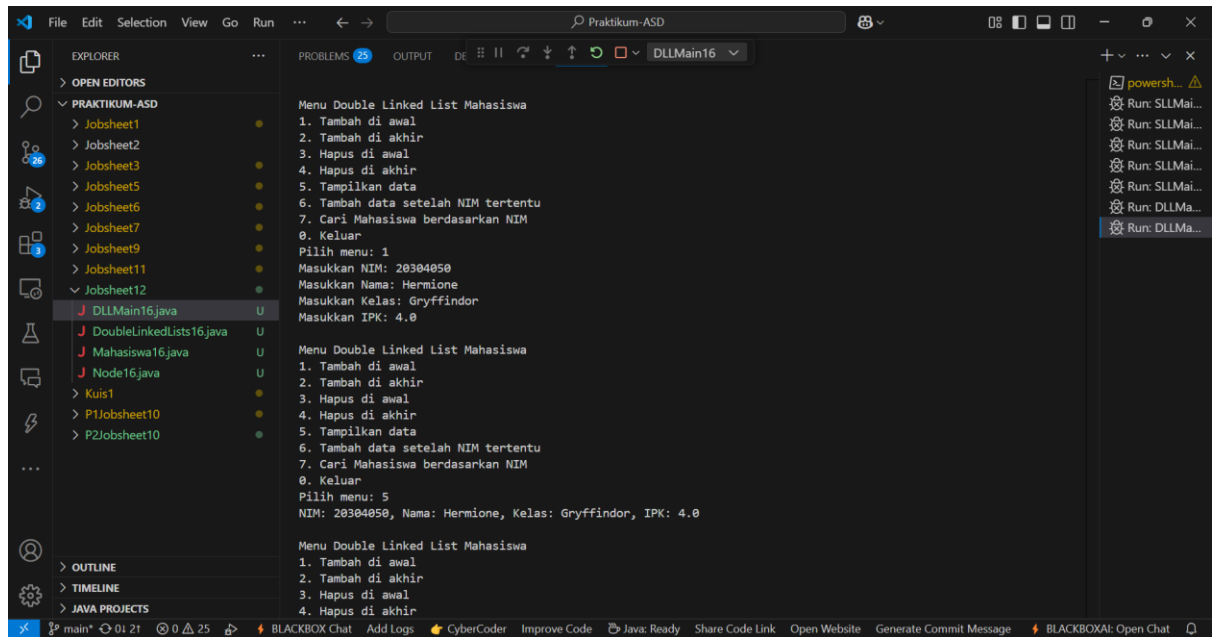 File Edit Selection View Go Run ... Praktikum-ASD
EXPLORER ...
OPEN EDITORS
PRAKTIKUM-ASD
Jobsheet1
Jobsheet2
Jobsheet3
Jobsheet5
Jobsheet6
Jobsheet7
Jobsheet9
Jobsheet11
Jobsheet12
J DLLMain16.java U
J DoubleLinkedLists16.java U
J Mahasiswa16.java U
J Node16.java U
Kuis1
P1Jobsheet10
P2Jobsheet10
OUTLINE
TIMELINE
JAVA PROJECTS
26
2
3
PROBLEMS 25 OUTPUT DE DLLMain16
Menu Double Linked List Mahasiswa
1. Tambah di awal
2. Tambah di akhir
3. Hapus di awal
4. Hapus di akhir
5. Tampilkan data
6. Tambah data setelah NIM tertentu
7. Cari Mahasiswa berdasarkan NIM
0. Keluar
Pilih menu: 1
Masukkan NIM: 20304050
Masukkan Nama: Hermione
Masukkan Kelas: Gryffindor
Masukkan IPK: 4.0
Menu Double Linked List Mahasiswa
1. Tambah di awal
2. Tambah di akhir
3. Hapus di awal
4. Hapus di akhir
5. Tampilkan data
6. Tambah data setelah NIM tertentu
7. Cari Mahasiswa berdasarkan NIM
0. Keluar
Pilih menu: 5
NIM: 20304050, Nama: Hermione, Kelas: Gryffindor, IPK: 4.0
Menu Double Linked List Mahasiswa
1. Tambah di awal
2. Tambah di akhir
3. Hapus di awal
4. Hapus di akhir
powersh...
Run: SLLMai...
Run: SLLMai...
Run: SLLMai...
Run: SLLMai...
Run: SLLMai...
Run: DLLMa...
Run: DLLMa...
main* 0↓ 2↑ 0 25 BLACKBOX Chat Add Logs CyberCoder Improve Code Java: Ready Share Code Link Open Website Generate Commit Message BLACKBOXAI: Open Chat